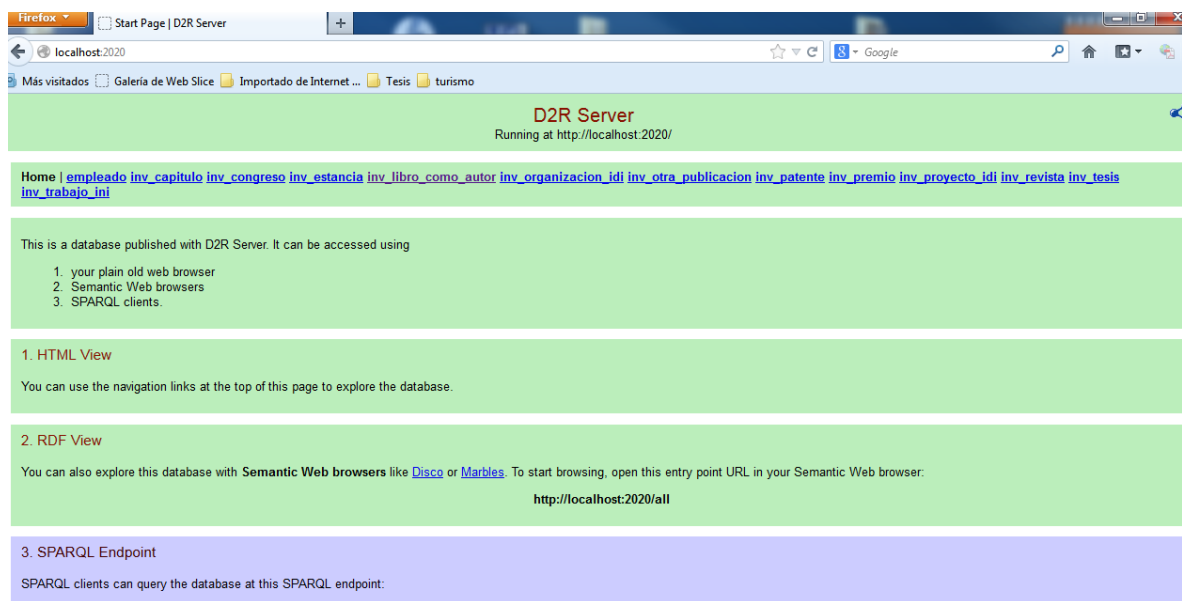 Firefox
Start Page | D2R Server
+
localhost:2020
Google
Más visitados Galería de Web Slice Importado de Internet ... Tesis turismo
D2R Server
Running at http://localhost:2020/
Home | empleado inv_capitulo inv_congreso inv_estancia inv_libro_como_autor inv_organizacion_idi inv_otra_publicacion inv_patente inv_premio inv_proyecto_idi inv_revista inv_tesis
inv_trabajo_ini
This is a database published with D2R Server. It can be accessed using
1. your plain old web browser
2. Semantic Web browsers
3. SPARQL clients.
1. HTML View
You can use the navigation links at the top of this page to explore the database.
2. RDF View
You can also explore this database with Semantic Web browsers like Disco or Marbles. To start browsing, open this entry point URL in your Semantic Web browser:
http://localhost:2020/all
3. SPARQL Endpoint
SPARQL clients can query the database at this SPARQL endpoint: